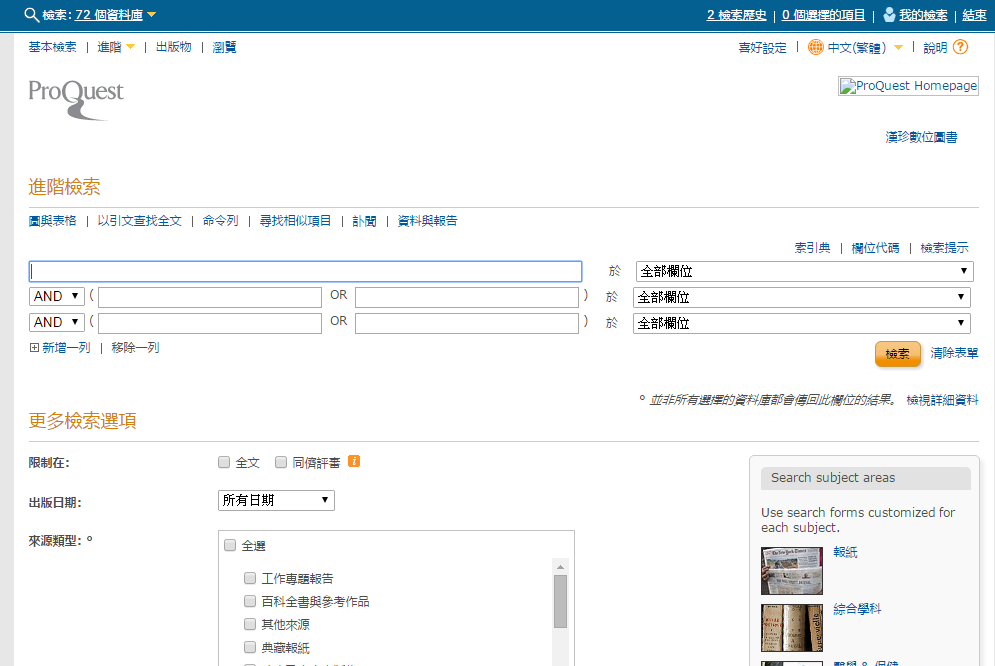 檢索: 72 個資料庫
2 檢索歷史 | 0 個選擇的項目 | 我的檢索 | 結束
基本檢索 | 進階 | 出版物 | 瀏覽
喜好設定 | 中文(繁體) | 說明 ?
ProQuest
ProQuest Homepage
漢珍數位圖書
進階檢索
圖與表格 | 以引文查找全文 | 命令列 | 尋找相似項目 | 訃聞 | 資料與報告
索引典 | 欄位代碼 | 檢索提示
於 全部欄位
AND ( OR ) 於 全部欄位
AND ( OR ) 於 全部欄位
新增一列 | 移除一列
檢索 清除表單
° 並非所有選擇的資料庫都會傳回此欄位的結果。 檢視詳細資料
更多檢索選項
限制在: 全文 同儕評審 i
出版日期: 所有日期
來源類型: °
全選
工作專題報告
百科全書與參考作品
其他來源
典藏報紙
Search subject areas
Use search forms customized for
each subject.
報紙
綜合學科
醫學 & 保健